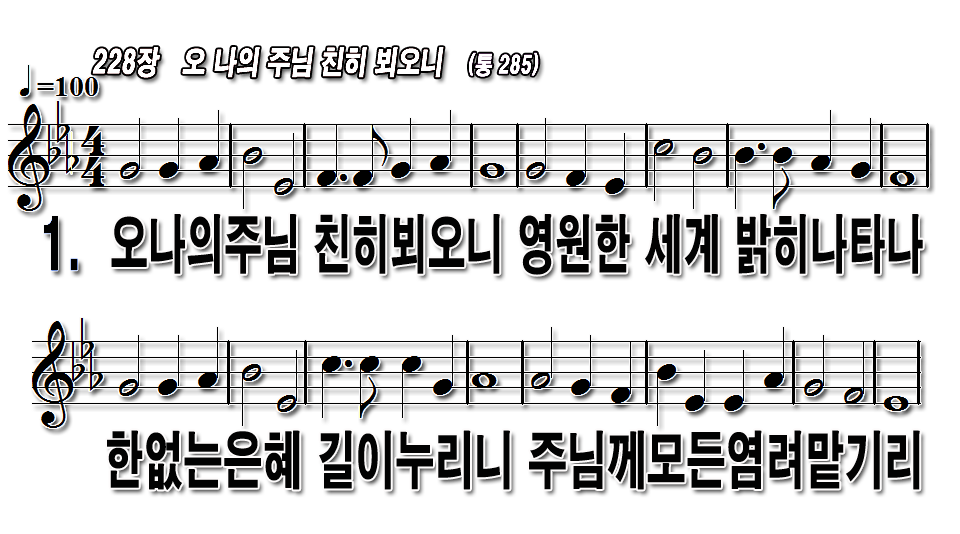 228장 오 나의 주님 친히 뵈오니 (통 285)
♩=100
4
4
1. 오나의주님 친히뵈오니 영원한 세계 밝히나타나
한없는은혜 길이누리니 주님께모든염려맡기리